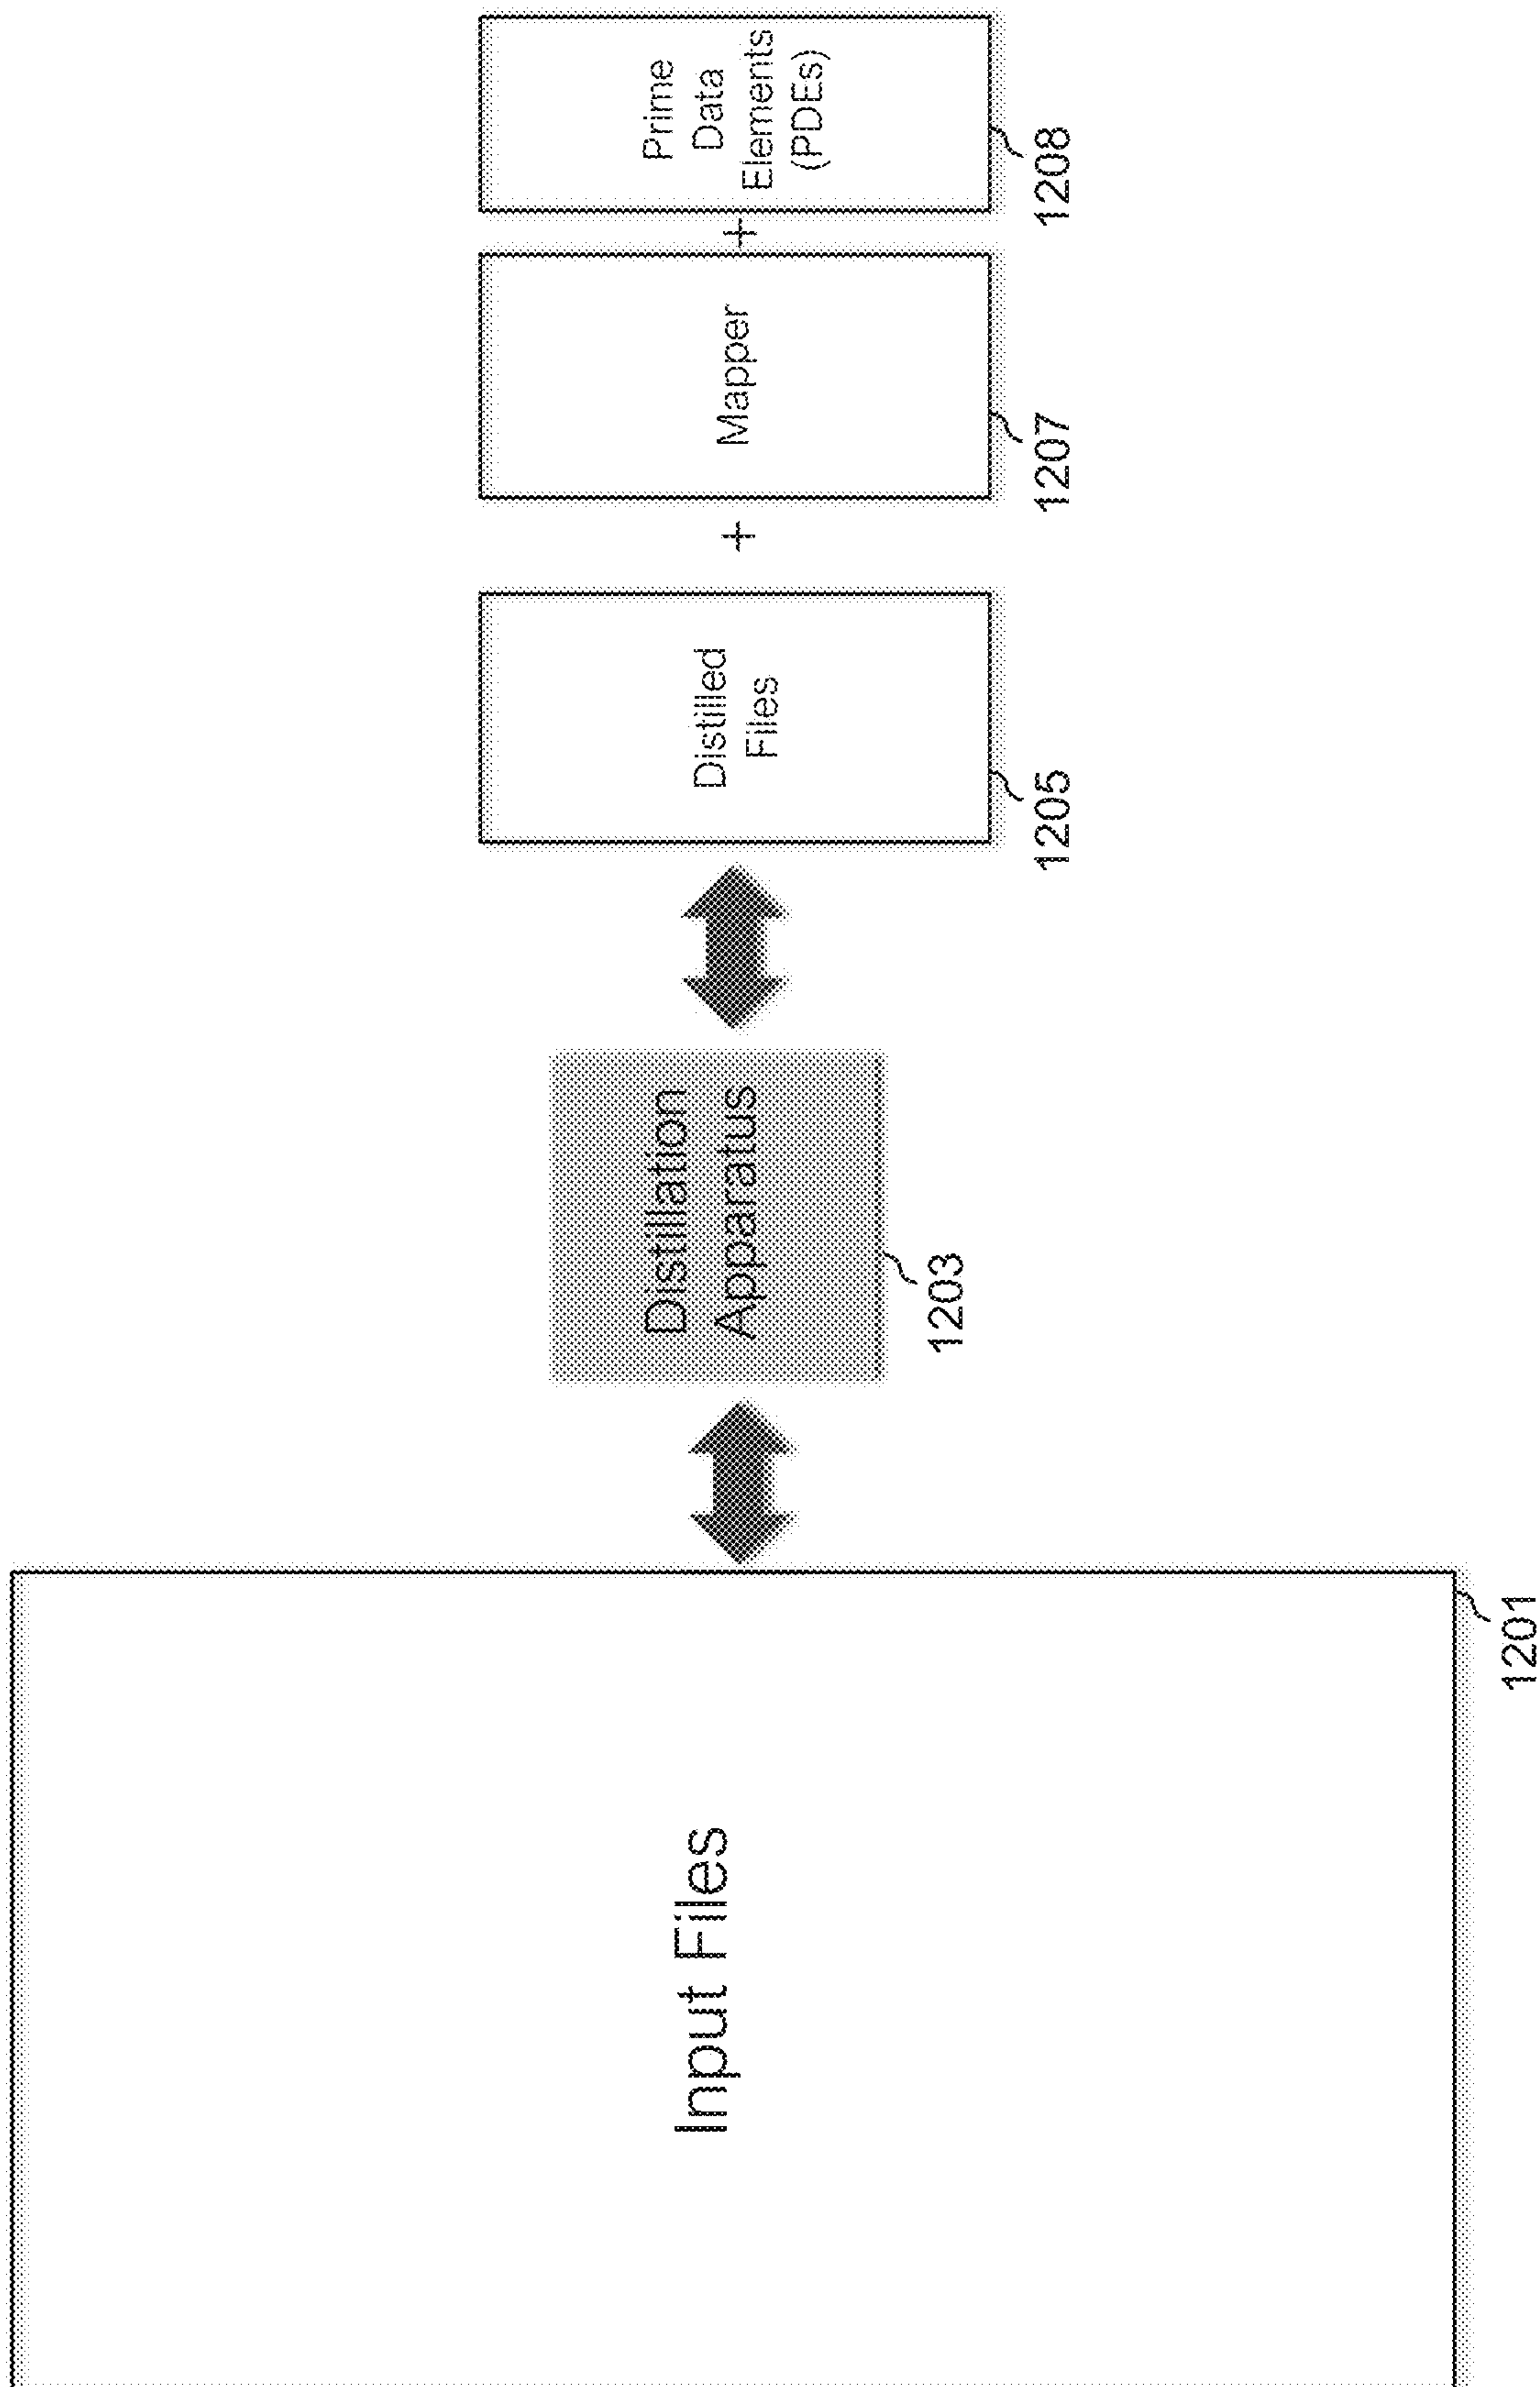 Input Files
1201
Distillation
Apparatus
1203
Distilled
Files
1205
+
Mapper
1207
+
Prime
Data
Elements
(PDEs)
1208